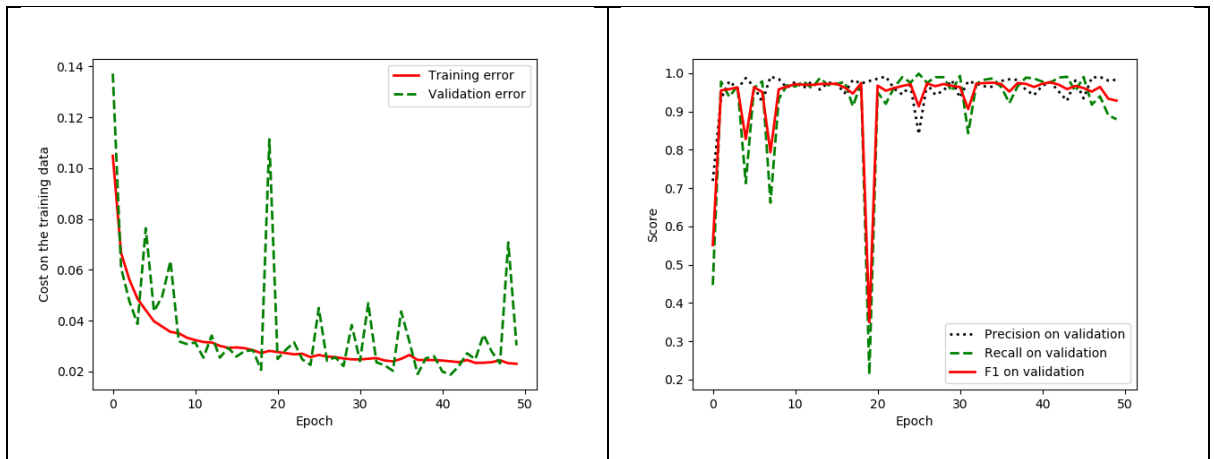 0.14
0.12
0.10
0.08
0.06
0.04
0.02
Cost on the training data
Training error
Validation error
0 10 20 30 40 50
Epoch
1.0
0.9
0.8
0.7
0.6
0.5
0.4
0.3
0.2
Score
Precision on validation
Recall on validation
F1 on validation
0 10 20 30 40 50
Epoch